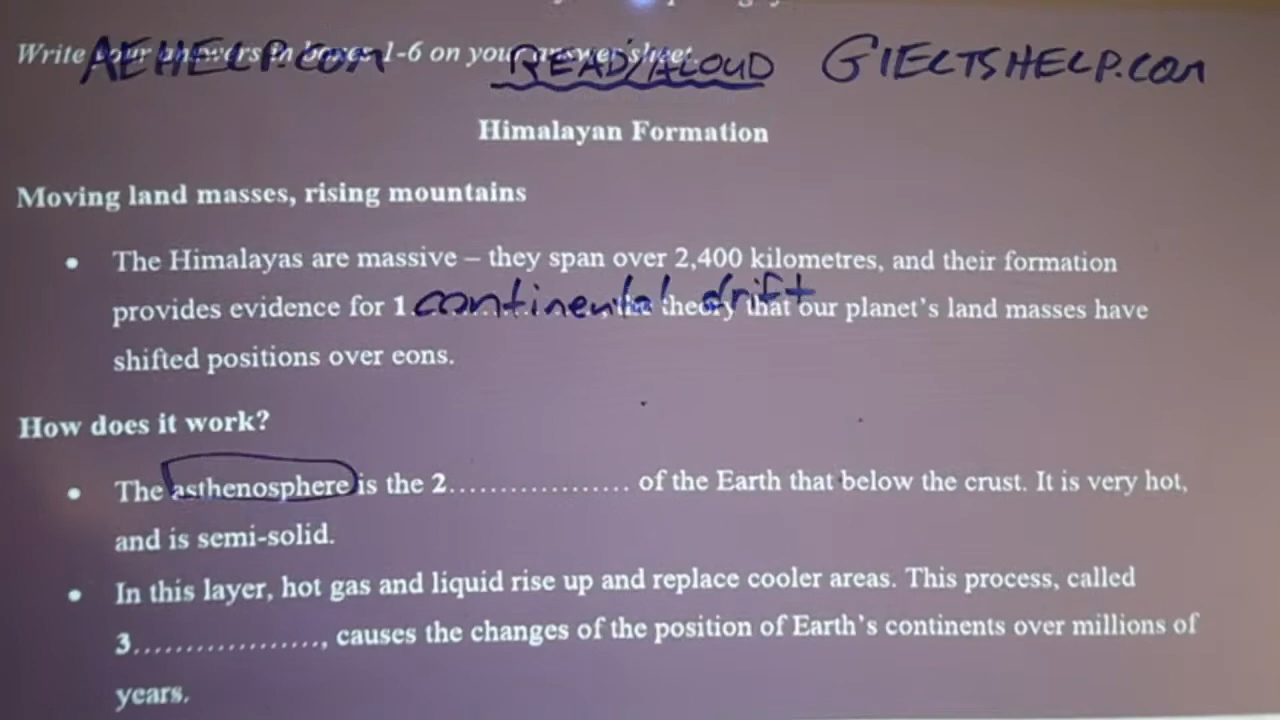 Write your answers in boxes 1-6 on your answer sheet.
AEHELP.COM READ/ALOUD GIELTSHELP.COM
Himalayan Formation
Moving land masses, rising mountains
• The Himalayas are massive – they span over 2,400 kilometres, and their formation
provides evidence for 1 continental drift, the theory that our planet's land masses have
shifted positions over eons.
How does it work?
• The asthenosphere is the 2.................. of the Earth that below the crust. It is very hot,
and is semi-solid.
• In this layer, hot gas and liquid rise up and replace cooler areas. This process, called
3.................., causes the changes of the position of Earth's continents over millions of
years.